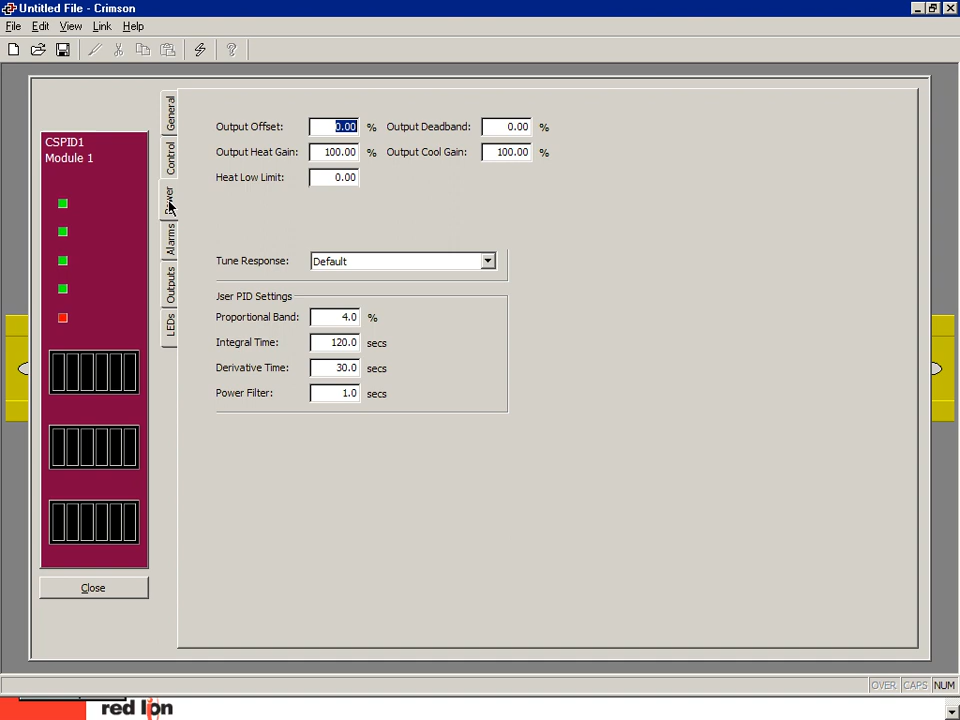 Untitled File - Crimson
File Edit View Link Help
CSPID1
Module 1
General
Control
Power
Alarms
Outputs
LEDs
Output Offset: 0.00 % Output Deadband: 0.00 %
Output Heat Gain: 100.00 % Output Cool Gain: 100.00 %
Heat Low Limit: 0.00
Tune Response: Default
Jser PID Settings
Proportional Band: 4.0 %
Integral Time: 120.0 secs
Derivative Time: 30.0 secs
Power Filter: 1.0 secs
Close
OVER CAPS NUM
red lion